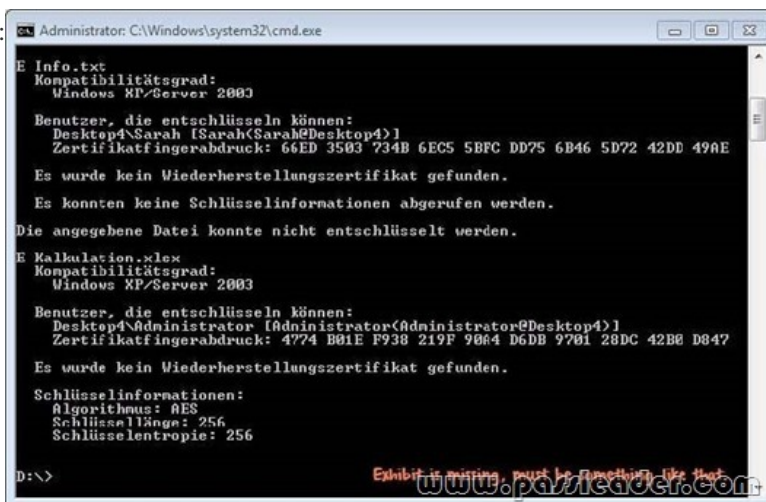 :
Administrator: C:\Windows\system32\cmd.exe
E Info.txt
Kompatibilitätsgrad:
Windows XP/Server 2003
Benutzer, die entschlüsseln können:
Desktop4\Sarah [Sarah(Sarah@Desktop4)]
Zertifikatfingerabdruck: 66ED 3503 734B 6EC5 5BFC DD75 6B46 5D72 42DD 49AE
Es wurde kein Wiederherstellungszertifikat gefunden.
Es konnten keine Schlüsselinformationen abgerufen werden.
Die angegebene Datei konnte nicht entschlüsselt werden.
E Kalkulation.xlsx
Kompatibilitätsgrad:
Windows XP/Server 2003
Benutzer, die entschlüsseln können:
Desktop4\Administrator [Administrator(Administrator@Desktop4)]
Zertifikatfingerabdruck: 4774 B01E F938 219F 90A4 D6DB 9701 28DC 42B0 D847
Es wurde kein Wiederherstellungszertifikat gefunden.
Schlüsselinformationen:
Algorithmus: AES
Schlüssellänge: 256
Schlüsselentropie: 256
D:\>
Exhibit is missing, must be something like that
www.passleader.com